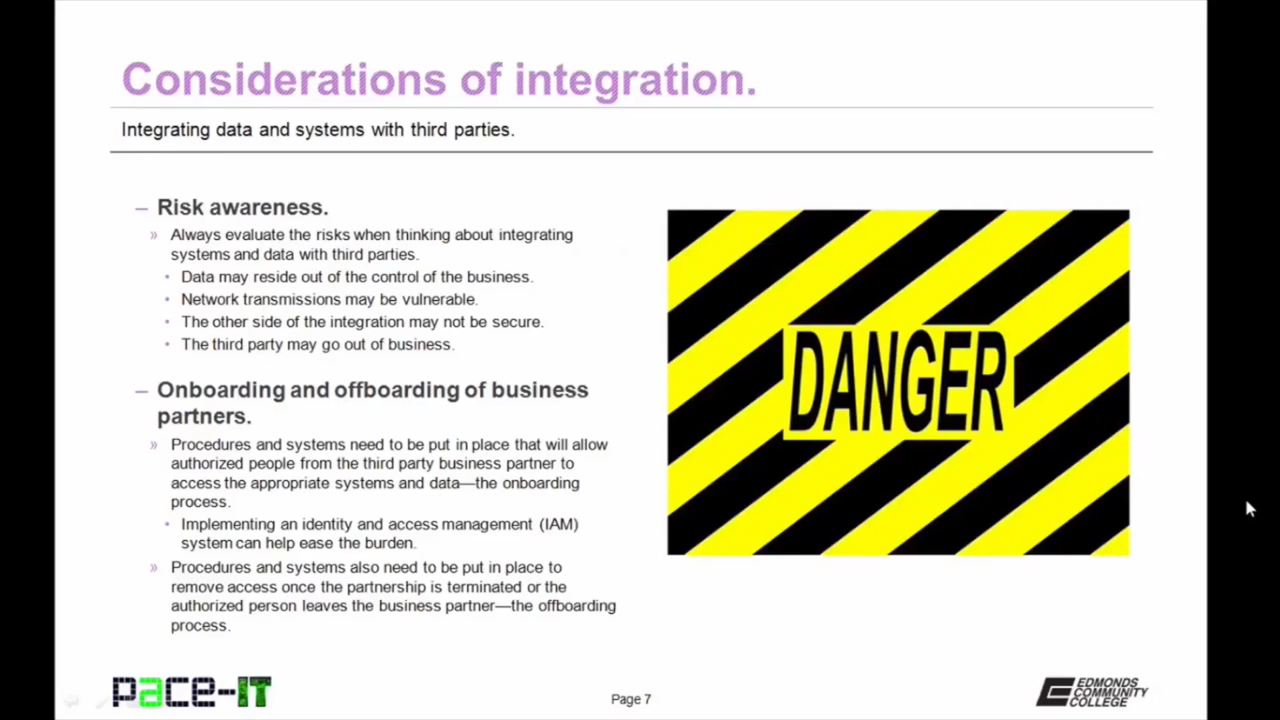 Considerations of integration.
Integrating data and systems with third parties.
– Risk awareness.
» Always evaluate the risks when thinking about integrating
systems and data with third parties.
• Data may reside out of the control of the business.
• Network transmissions may be vulnerable.
• The other side of the integration may not be secure.
• The third party may go out of business.
– Onboarding and offboarding of business
partners.
» Procedures and systems need to be put in place that will allow
authorized people from the third party business partner to
access the appropriate systems and data—the onboarding
process.
• Implementing an identity and access management (IAM)
system can help ease the burden.
» Procedures and systems also need to be put in place to
remove access once the partnership is terminated or the
authorized person leaves the business partner—the offboarding
process.
DANGER
pace-IT
Page 7
EDMONDS
COMMUNITY
COLLEGE